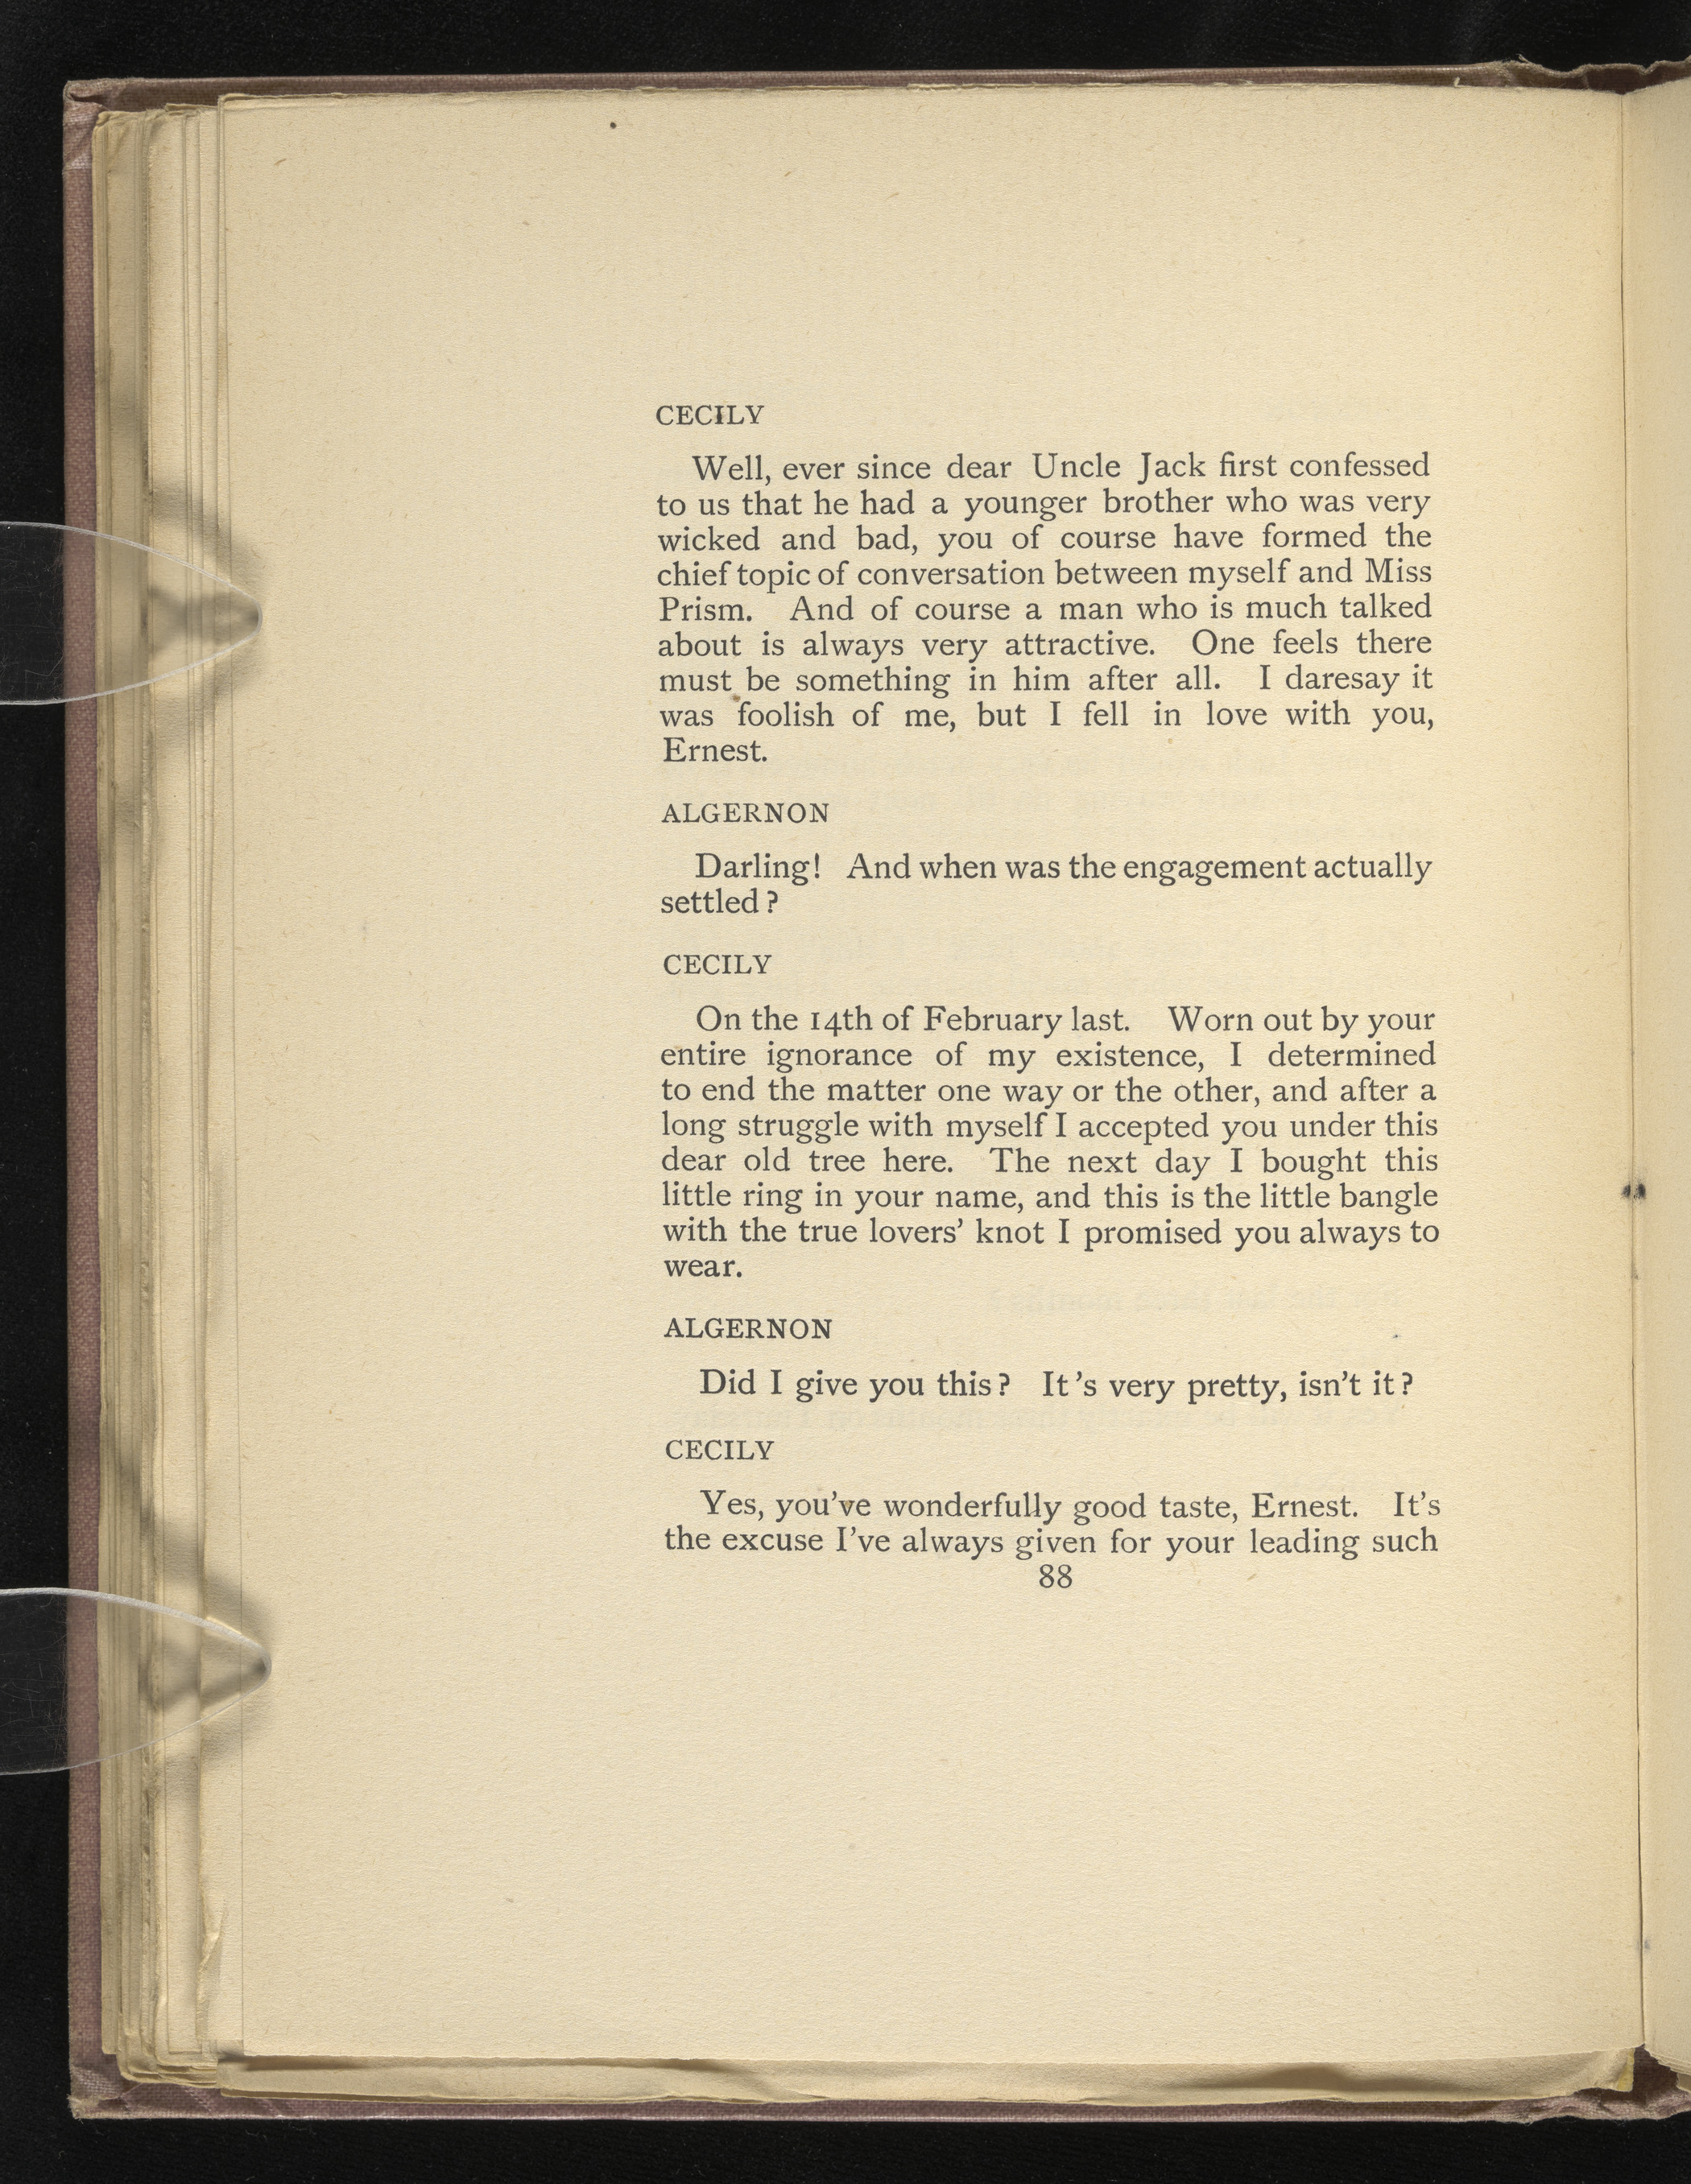 CECILY
Well, ever since dear Uncle Jack first confessed
to us that he had a younger brother who was very
wicked and bad, you of course have formed the
chief topic of conversation between myself and Miss
Prism. And of course a man who is much talked
about is always very attractive. One feels there
must be something in him after all. I daresay it
was foolish of me, but I fell in love with you,
Ernest.
ALGERNON
Darling! And when was the engagement actually
settled?
CECILY
On the 14th of February last. Worn out by your
entire ignorance of my existence, I determined
to end the matter one way or the other, and after a
long struggle with myself I accepted you under this
dear old tree here. The next day I bought this
little ring in your name, and this is the little bangle
with the true lovers' knot I promised you always to
wear.
ALGERNON
Did I give you this? It's very pretty, isn't it?
CECILY
Yes, you've wonderfully good taste, Ernest. It's
the excuse I've always given for your leading such
88